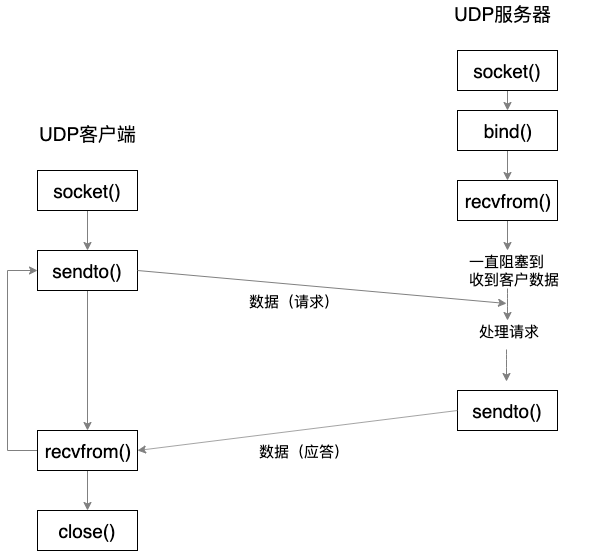 UDP服务器
socket()
bind()
UDP客户端
socket()
recvfrom()
一直阻塞到
收到客户数据
sendto()
数据（请求）
处理请求
sendto()
recvfrom()
数据（应答）
close()